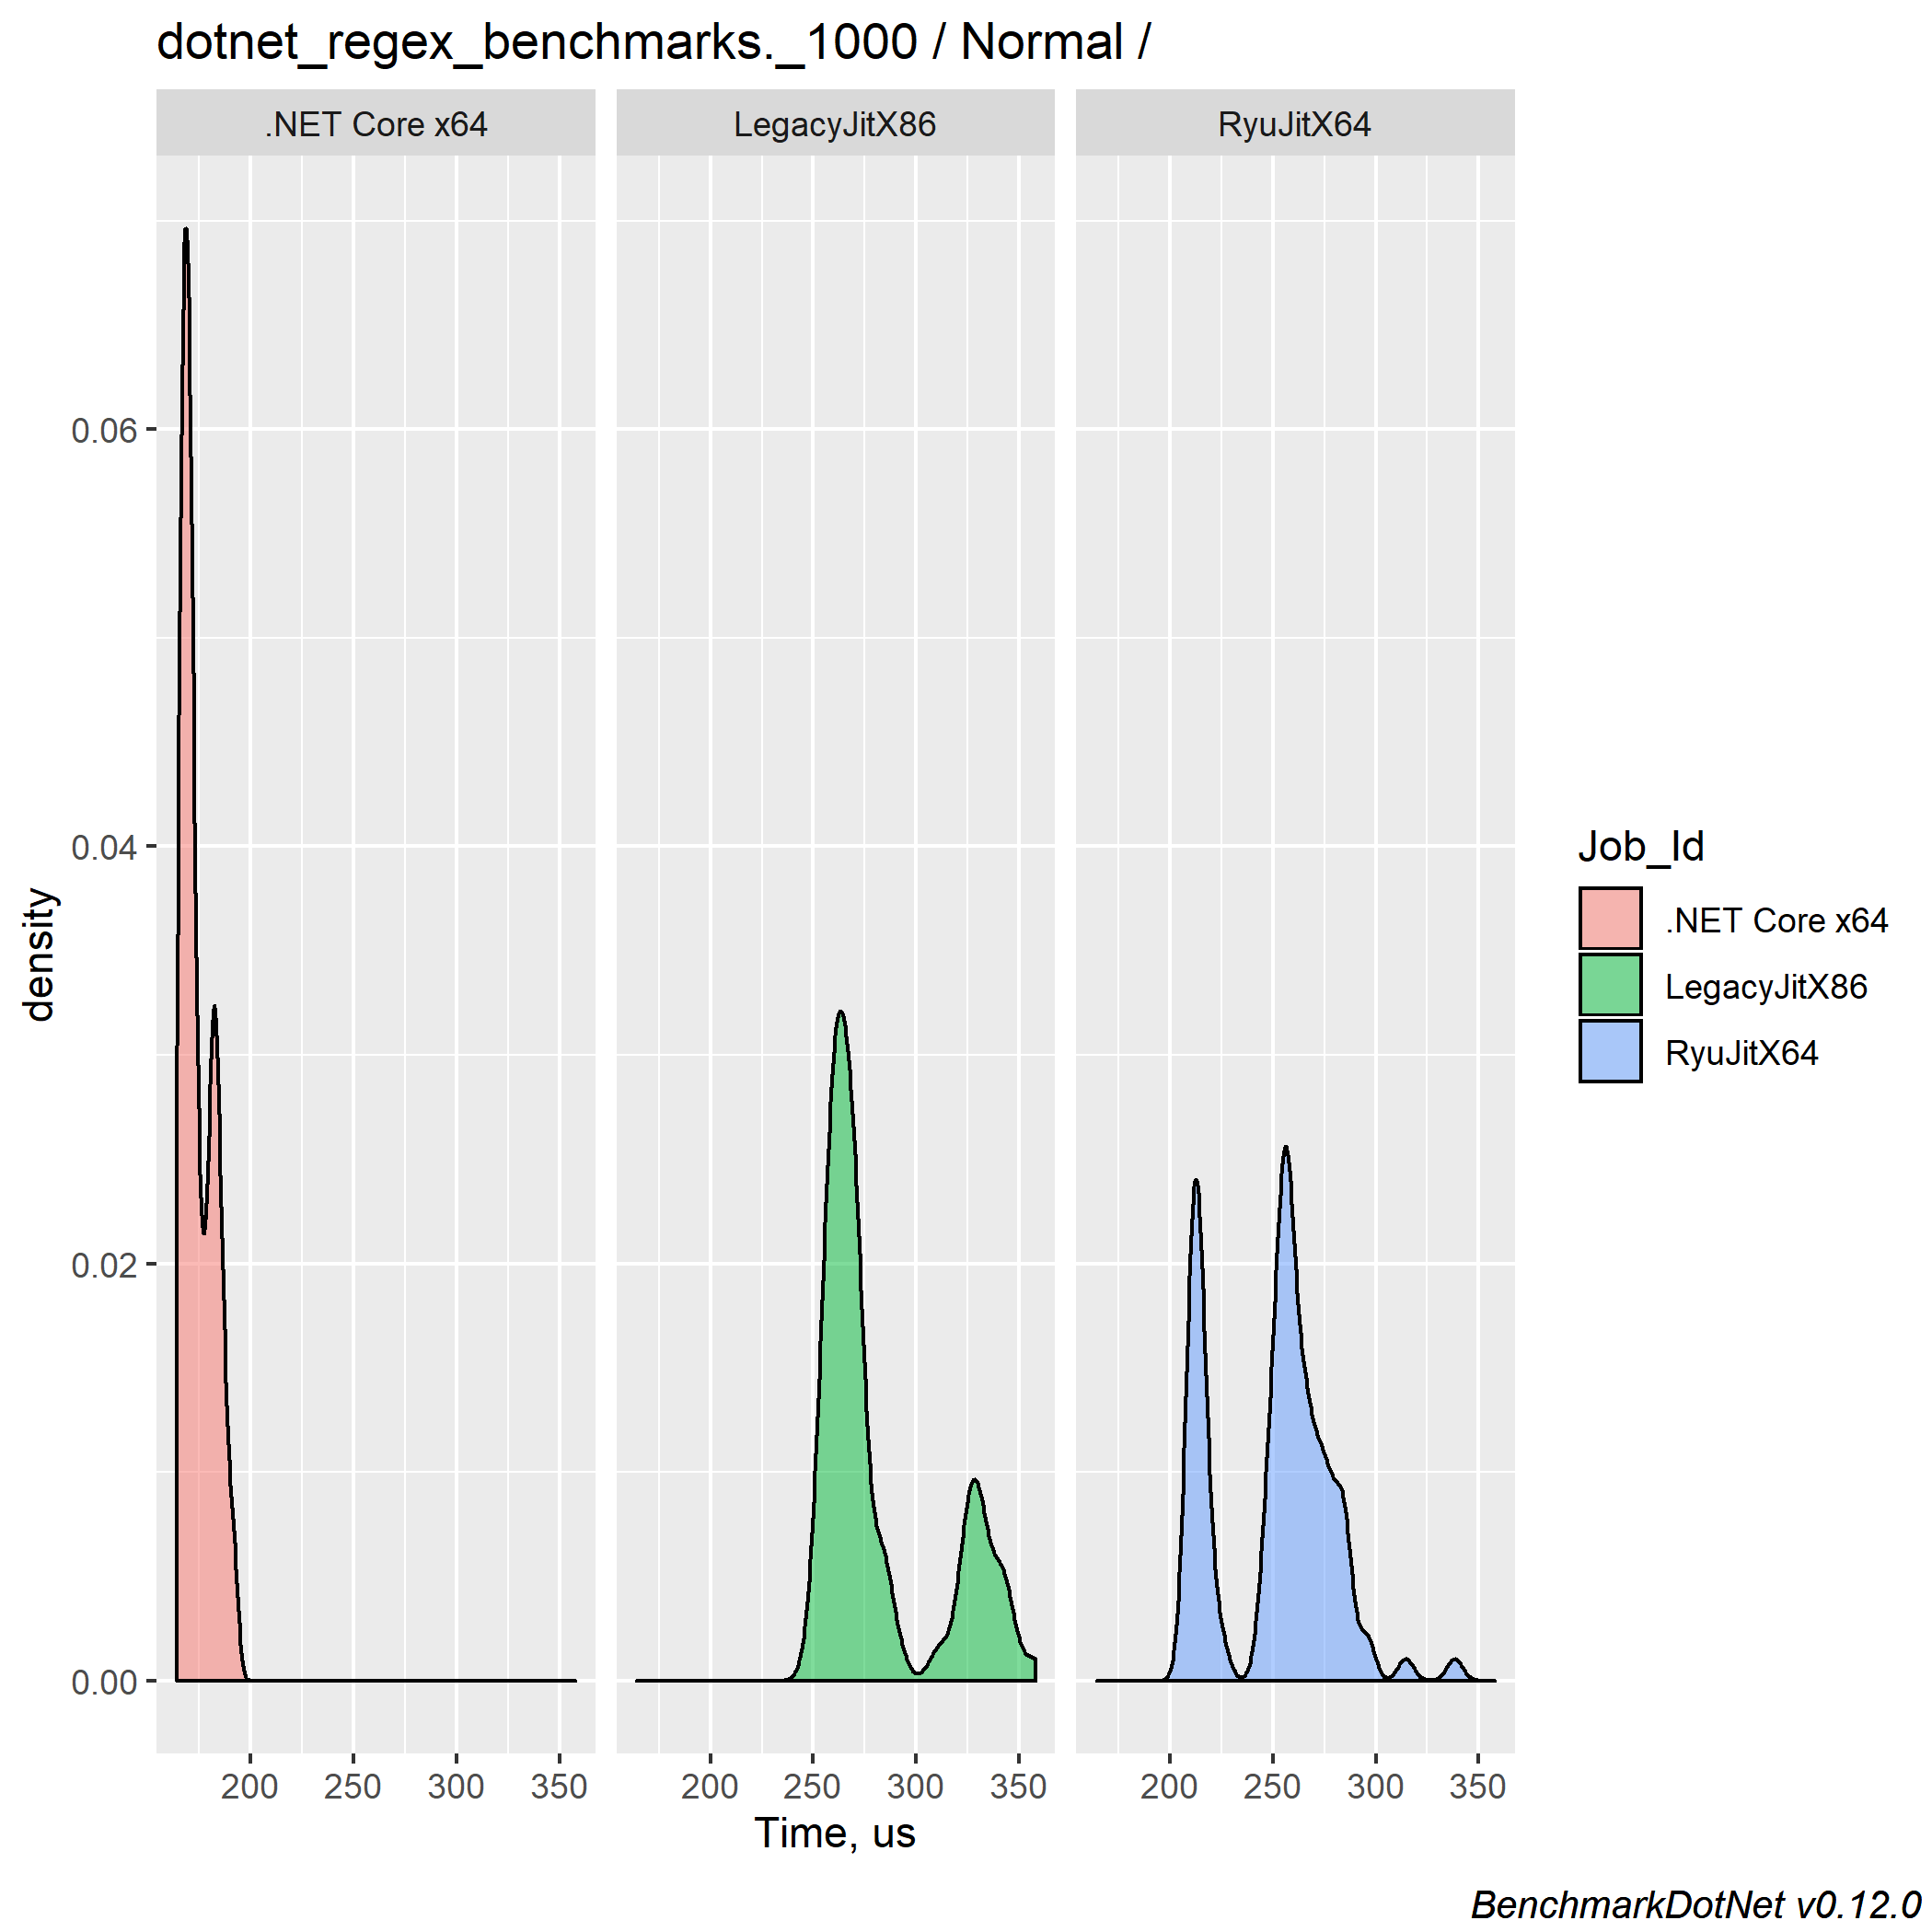 dotnet_regex_benchmarks._1000 / Normal /
.NET Core x64 LegacyJitX86 RyuJitX64
0.06
0.04
0.02
0.00
density
200 250 300 350 200 250 300 350 200 250 300 350
Time, us
Job_Id
.NET Core x64
LegacyJitX86
RyuJitX64
BenchmarkDotNet v0.12.0